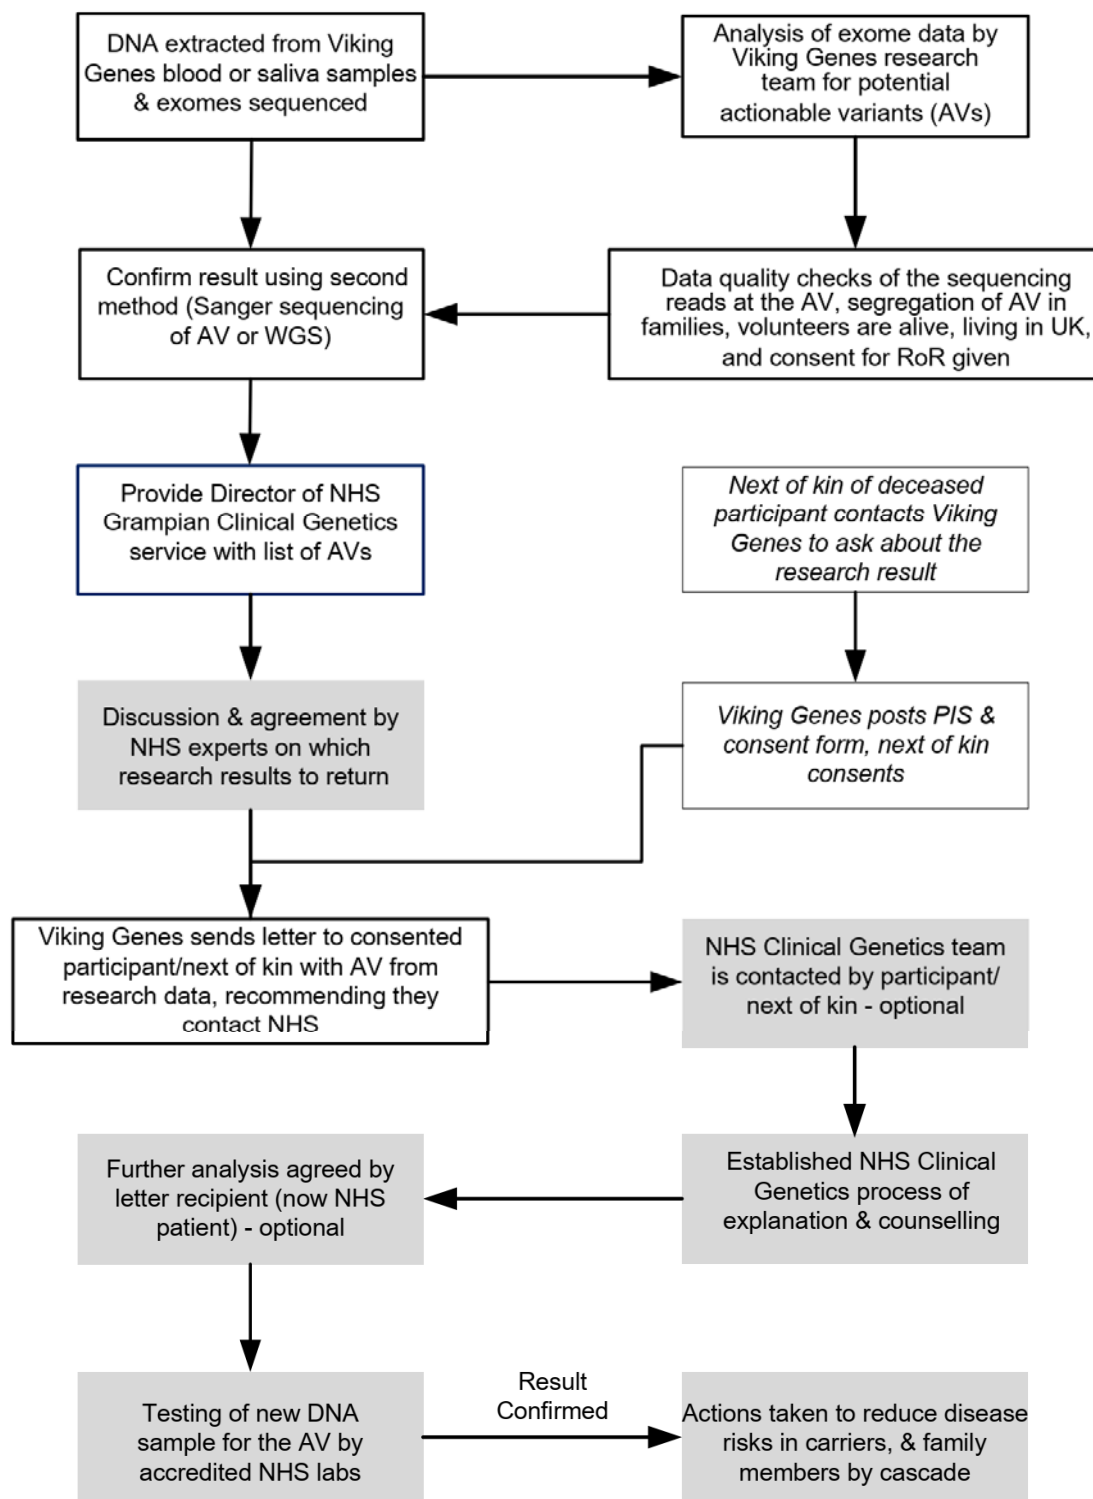 DNA extracted from Viking
Genes blood or saliva samples
& exomes sequenced
Analysis of exome data by
Viking Genes research
team for potential
actionable variants (AVs)
Confirm result using second
method (Sanger sequencing
of AV or WGS)
Data quality checks of the sequencing
reads at the AV, segregation of AV in
families, volunteers are alive, living in UK,
and consent for RoR given
Provide Director of NHS
Grampian Clinical Genetics
service with list of AVs
Next of kin of deceased
participant contacts Viking
Genes to ask about the
research result
Discussion & agreement by
NHS experts on which
research results to return
Viking Genes posts PIS &
consent form, next of kin
consents
Viking Genes sends letter to consented
participant/next of kin with AV from
research data, recommending they
contact NHS
NHS Clinical Genetics team
is contacted by participant/
next of kin - optional
Further analysis agreed by
letter recipient (now NHS
patient) - optional
Established NHS Clinical
Genetics process of
explanation & counselling
Testing of new DNA
sample for the AV by
accredited NHS labs
Result
Confirmed
Actions taken to reduce disease
risks in carriers, & family
members by cascade